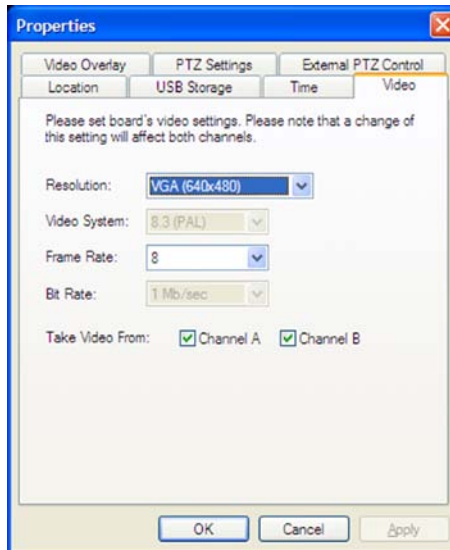 Properties
Video Overlay PTZ Settings External PTZ Control
Location USB Storage Time Video
Please set board's video settings. Please note that a change of
this setting will affect both channels.
Resolution: VGA (640x480)
Video System: 8.3 (PAL)
Frame Rate: 8
Bit Rate: 1 Mb/sec
Take Video From: Channel A Channel B
OK Cancel Apply